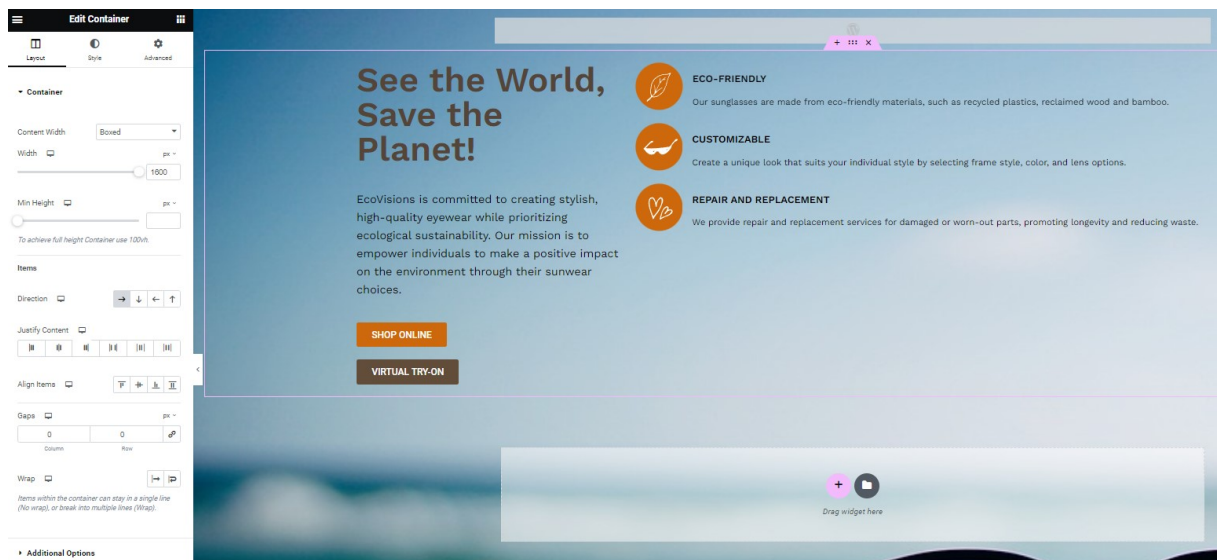 Edit Container
Layout
Style
Advanced
Container
Content Width
Boxed
Width
px
1600
Min Height
px
To achieve full height Container use 100vh.
Items
Direction
Justify Content
Align Items
Gaps
px
0
0
Column
Row
Wrap
Items within the container can stay in a single line
(No wrap), or break into multiple lines (Wrap).
Additional Options
See the World,
Save the
Planet!
EcoVisions is committed to creating stylish,
high-quality eyewear while prioritizing
ecological sustainability. Our mission is to
empower individuals to make a positive impact
on the environment through their sunwear
choices.
SHOP ONLINE
VIRTUAL TRY-ON
ECO-FRIENDLY
Our sunglasses are made from eco-friendly materials, such as recycled plastics, reclaimed wood and bamboo.
CUSTOMIZABLE
Create a unique look that suits your individual style by selecting frame style, color, and lens options.
REPAIR AND REPLACEMENT
We provide repair and replacement services for damaged or worn-out parts, promoting longevity and reducing waste.
Drag widget here